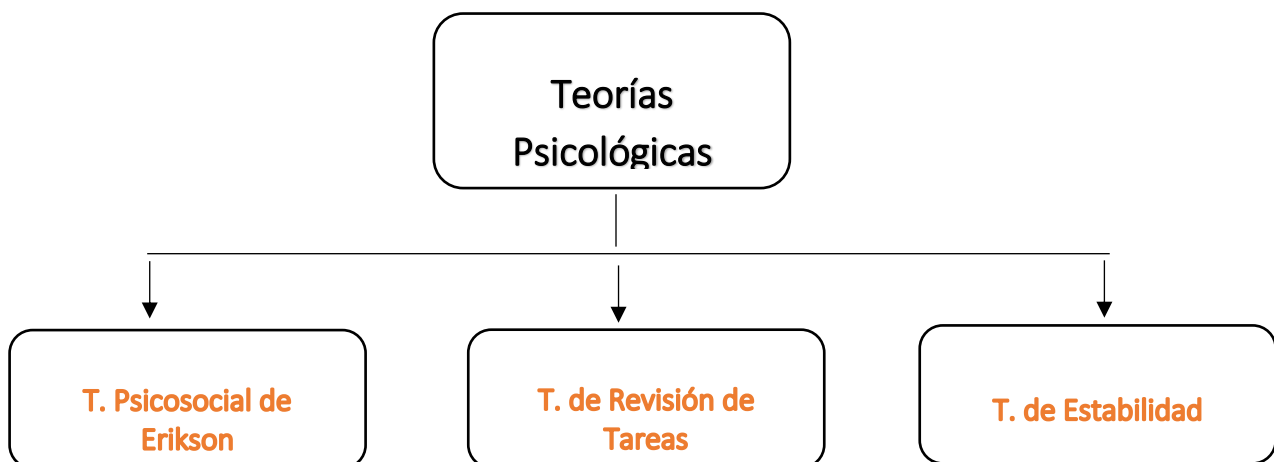 Teorías
Psicológicas
T. Psicosocial de
Erikson
T. de Revisión de
Tareas
T. de Estabilidad